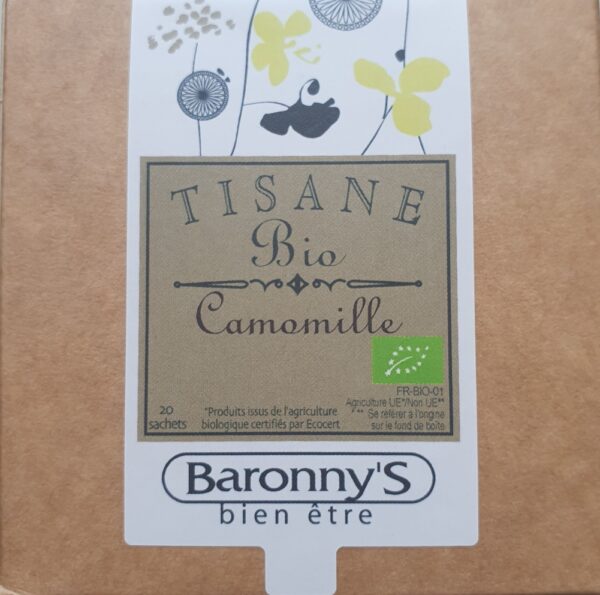 TISANE
Bio
Camomille
FR-BIO-01
Agriculture UE*/Non UE**
*/** Se référer à l'origine
sur le fond de boîte
20
sachets
*Produits issus de l'agriculture
biologique certifiés par Ecocert
Baronny'S
bien être